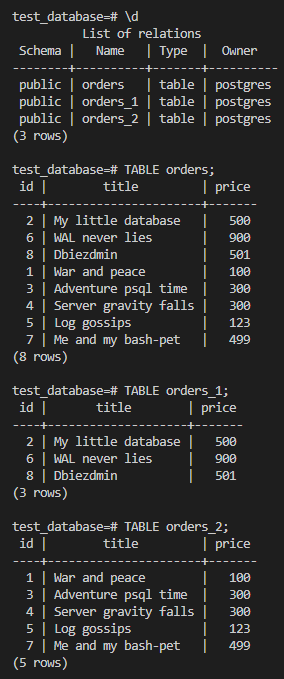 test_database=# \d
          List of relations
 Schema |   Name   | Type  |  Owner
--------+----------+-------+----------
 public | orders   | table | postgres
 public | orders_1 | table | postgres
 public | orders_2 | table | postgres
(3 rows)

test_database=# TABLE orders;
 id |        title         | price
----+----------------------+-------
  2 | My little database   |   500
  6 | WAL never lies       |   900
  8 | Dbiezdmin            |   501
  1 | War and peace        |   100
  3 | Adventure psql time  |   300
  4 | Server gravity falls |   300
  5 | Log gossips          |   123
  7 | Me and my bash-pet   |   499
(8 rows)

test_database=# TABLE orders_1;
 id |       title        | price
----+--------------------+-------
  2 | My little database |   500
  6 | WAL never lies     |   900
  8 | Dbiezdmin          |   501
(3 rows)

test_database=# TABLE orders_2;
 id |        title         | price
----+----------------------+-------
  1 | War and peace        |   100
  3 | Adventure psql time  |   300
  4 | Server gravity falls |   300
  5 | Log gossips          |   123
  7 | Me and my bash-pet   |   499
(5 rows)